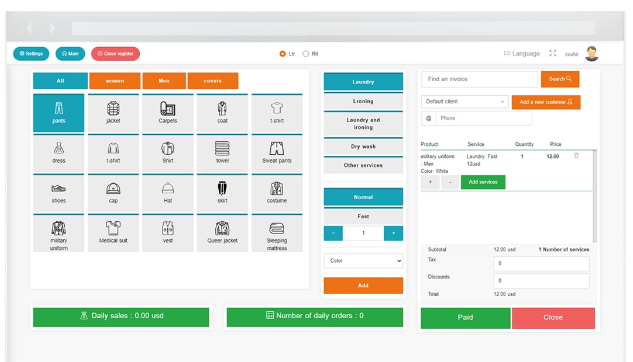 Settings
Main
Close register
Ltr
Rtl
Language
All
women
Men
covers
pants
jacket
Carpets
coat
t-shirt
dress
t-shirt
Shirt
towel
Sweat pants
shoes
cap
Hat
skirt
costume
military uniform
Medical suit
vest
Queer jacket
Sleeping mattress
Daily sales : 0.00 usd
Number of daily orders : 0
Laundry
Ironing
Laundry and
ironing
Dry wash
Other services
Normal
Fast
- 1 +
Color
Add
Find an invoice
Search
Default client
Add a new customer
@ Phone
Product Service Quantity Price
military uniform Laundry: Fast 1 12.00
: Men 12usd
Color: White
+ - Add services
Subtotal 12.00 usd 1 Number of services
Tax 0
Discounts 0
Total 12.00 usd
Paid
Close